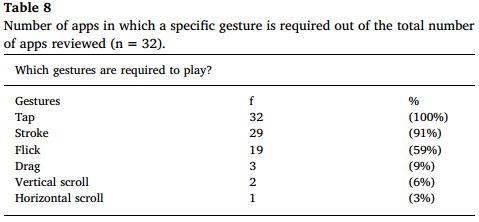 Table 8
Number of apps in which a specific gesture is required out of the total number
of apps reviewed (n = 32).
Which gestures are required to play?
Gestures f %
Tap 32 (100%)
Stroke 29 (91%)
Flick 19 (59%)
Drag 3 (9%)
Vertical scroll 2 (6%)
Horizontal scroll 1 (3%)